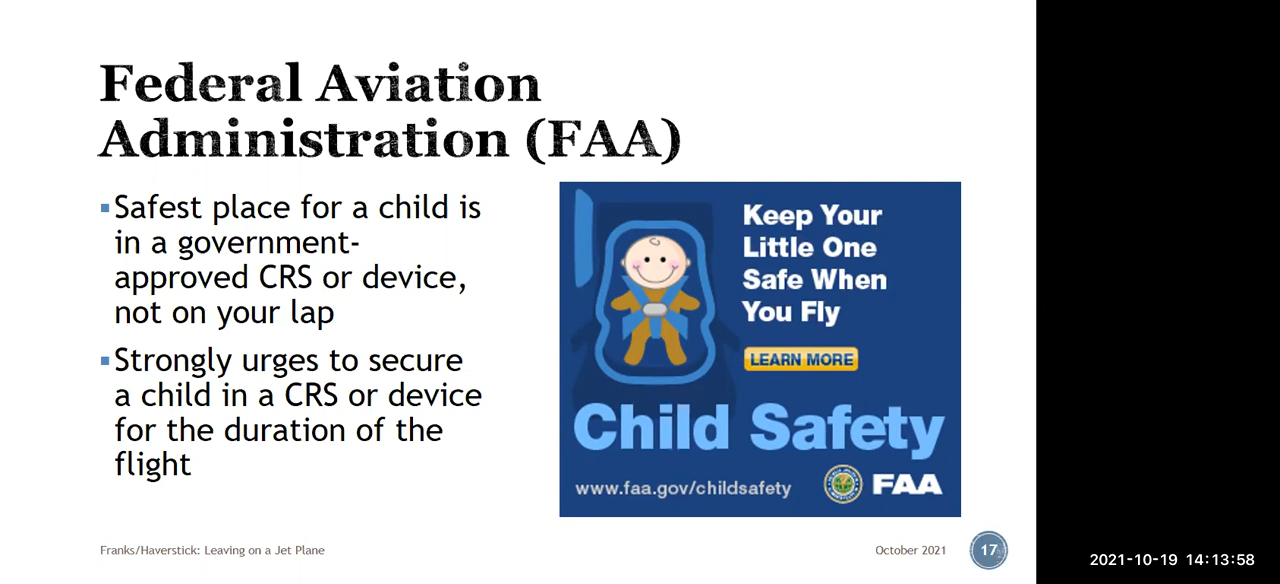 Federal Aviation
Administration (FAA)
Safest place for a child is
in a government-
approved CRS or device,
not on your lap
Strongly urges to secure
a child in a CRS or device
for the duration of the
flight
Keep Your
Little One
Safe When
You Fly
LEARN MORE
Child Safety
www.faa.gov/childsafety
FAA
Franks/Haverstick: Leaving on a Jet Plane
October 2021
17
2021-10-19 14:13:58